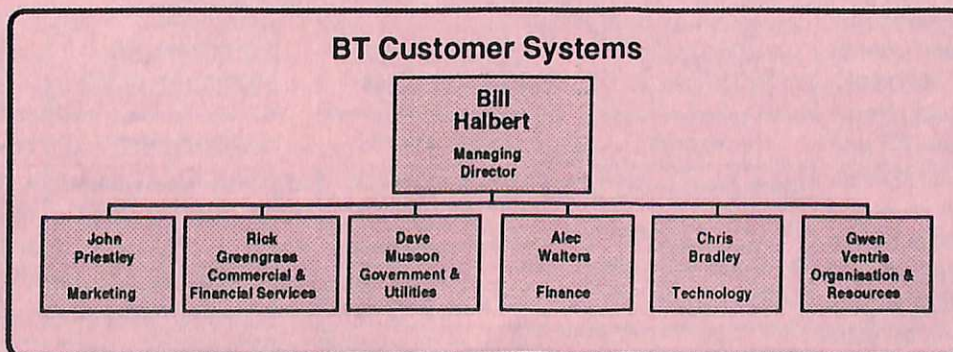 BT Customer Systems
Bill
Halbert
Managing
Director
John
Priestley
Marketing
Rick
Greengrass
Commercial &
Financial Services
Dave
Musson
Government &
Utilities
Alec
Walters
Finance
Chris
Bradley
Technology
Gwen
Ventris
Organisation &
Resources